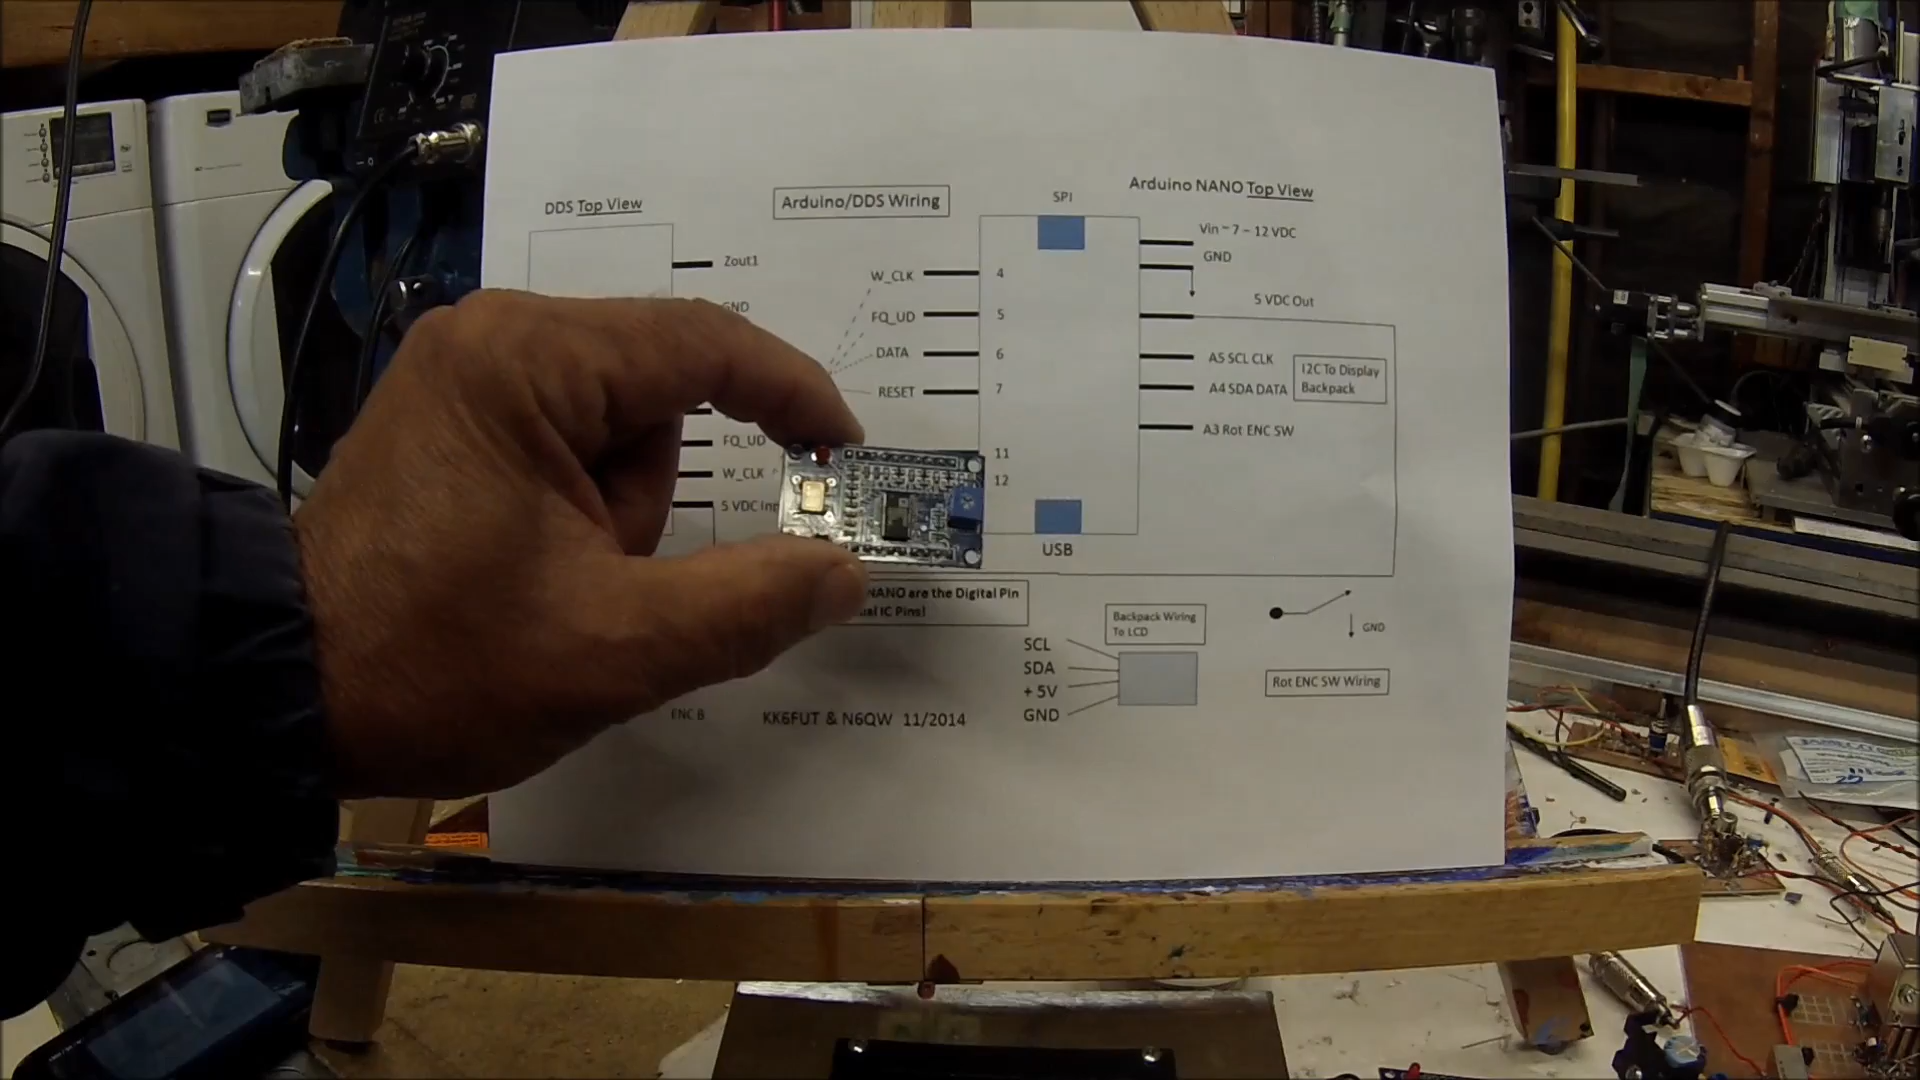 DDS Top View
Arduino/DDS Wiring
SPI
Arduino NANO Top View
Zout1
GND
FQ_UD
W_CLK
5 VDC
W_CLK
FQ_UD
DATA
RESET
4
5
6
7
11
12
Vin – 7 – 12 VDC
GND
5 VDC Out
A5 SCL CLK
A4 SDA DATA
I2C To Display
Backpack
A3 Rot ENC SW
USB
NANO are the Digital Pin
IC Pins!
Backpack Wiring
To LCD
SCL
SDA
+ 5V
GND
GND
Rot ENC SW Wiring
ENC B
KK6FUT & N6QW 11/2014